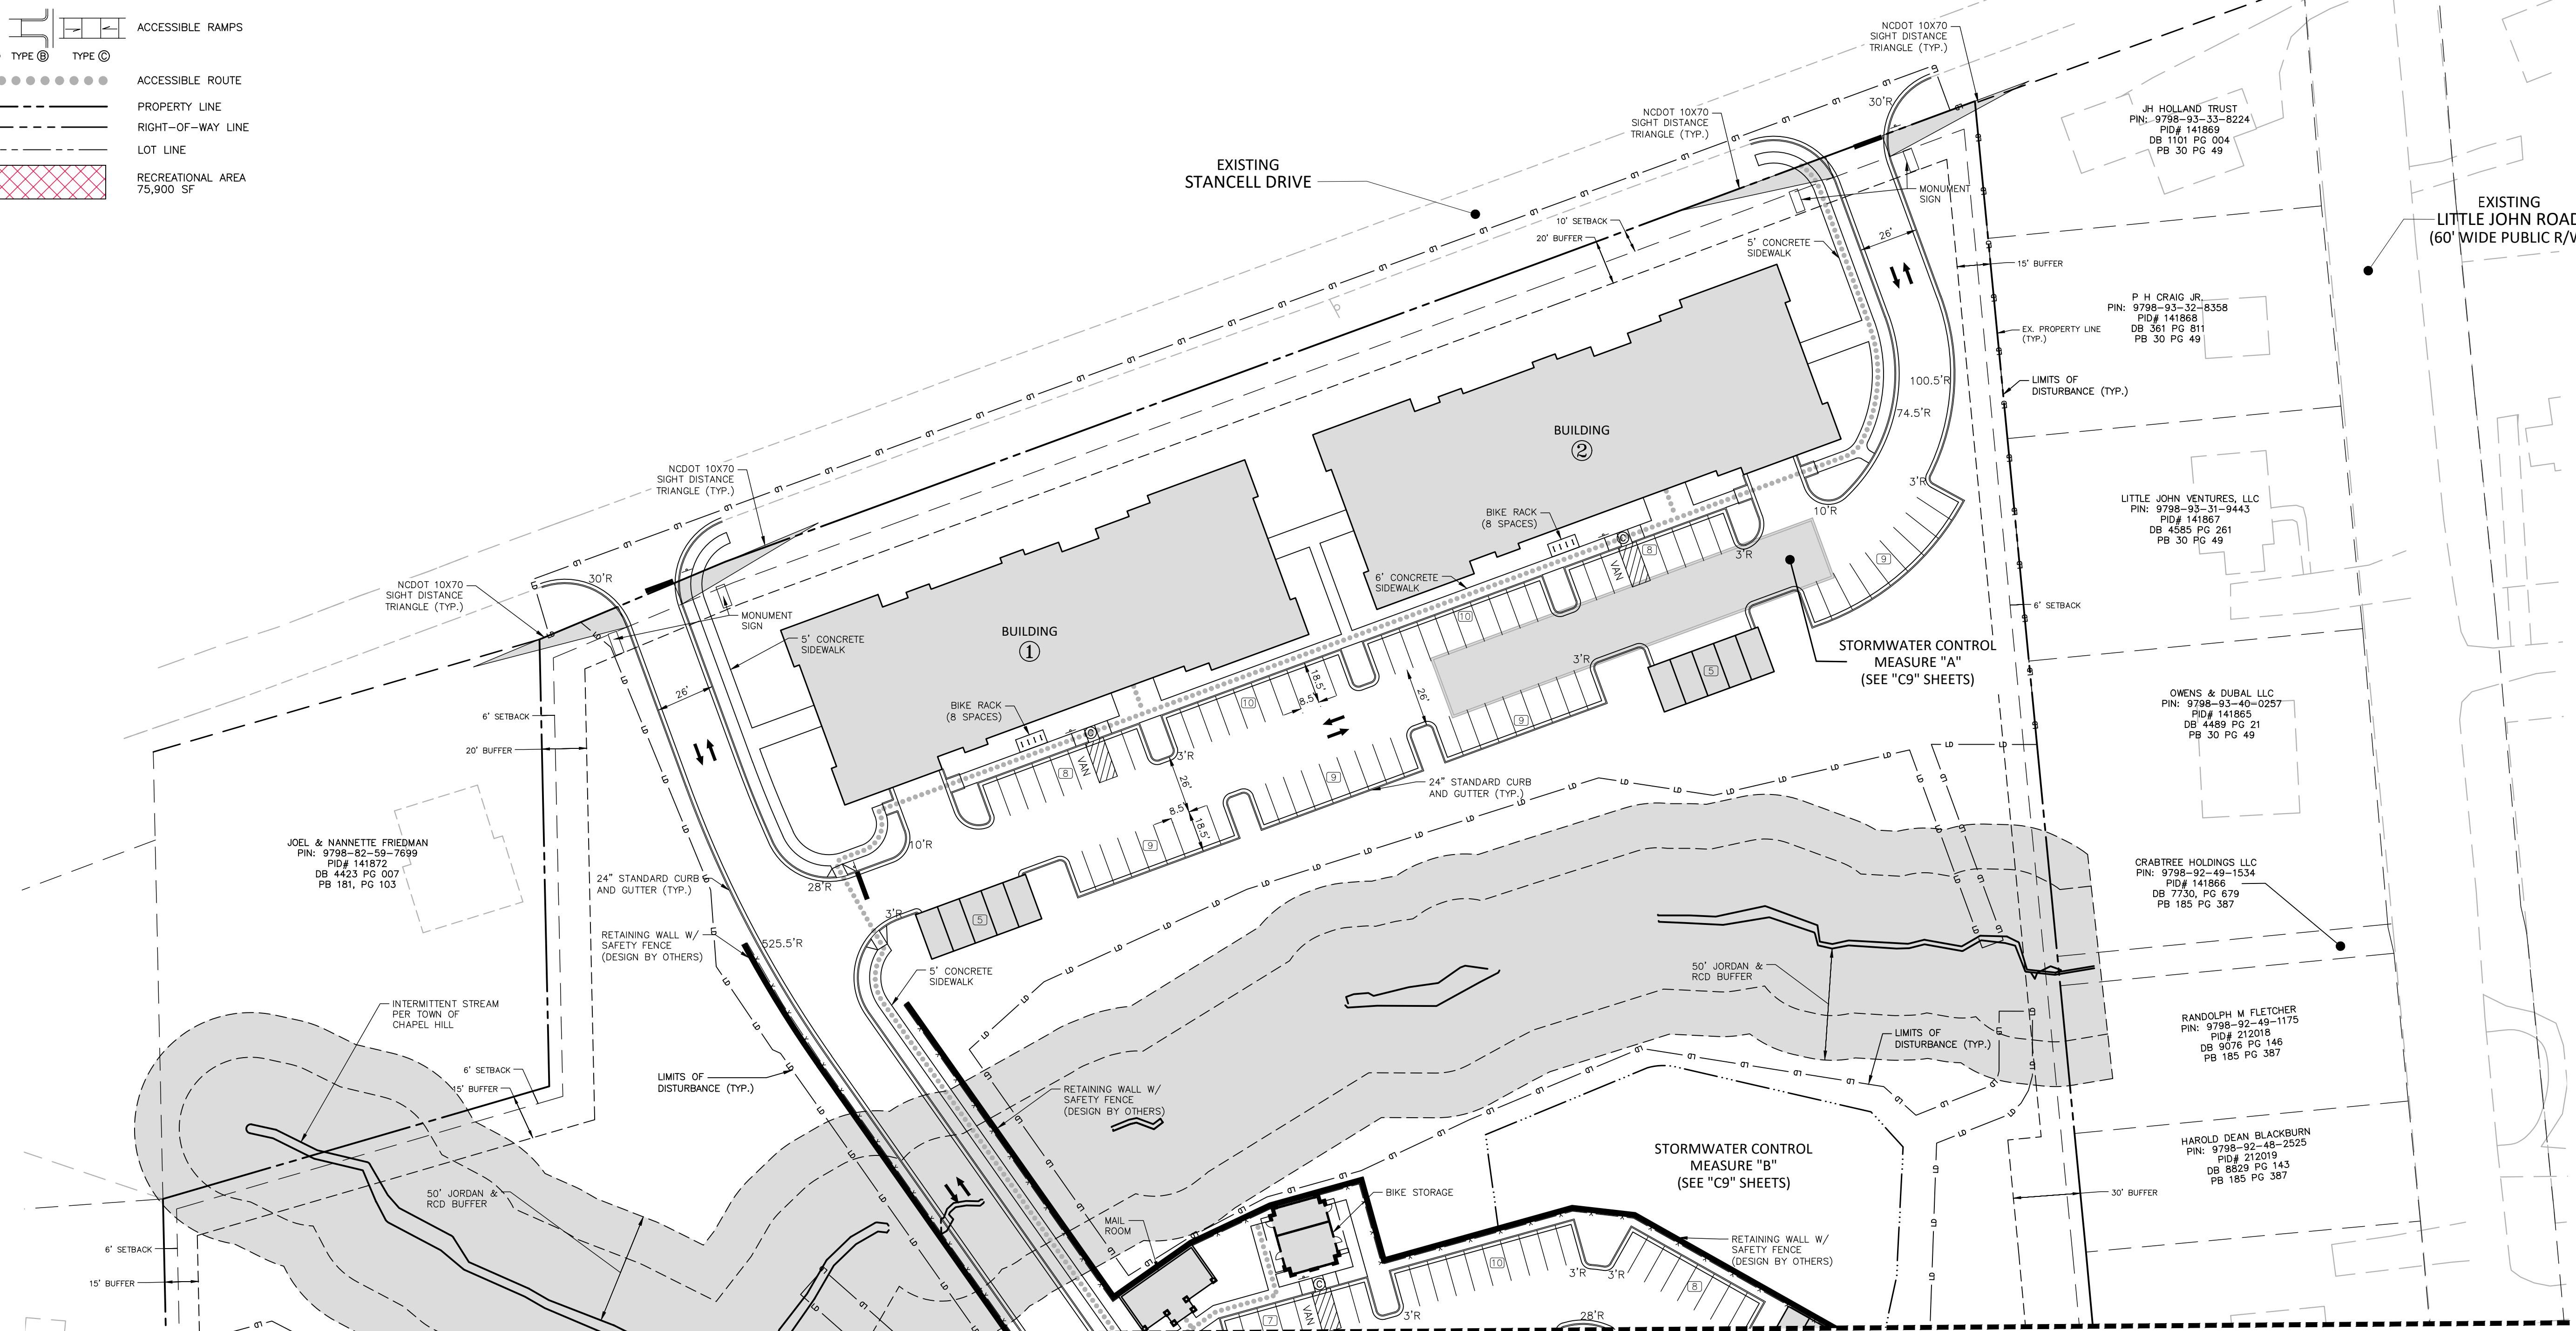 ACCESSIBLE RAMPS
TYPE Ⓑ
TYPE Ⓒ
ACCESSIBLE ROUTE
PROPERTY LINE
RIGHT-OF-WAY LINE
LOT LINE
RECREATIONAL AREA
75,900 SF
EXISTING
STANCELL DRIVE
NCDOT 10X70
SIGHT DISTANCE
TRIANGLE (TYP.)
NCDOT 10X70
SIGHT DISTANCE
TRIANGLE (TYP.)
30'R
MONUMENT
SIGN
10' SETBACK
20' BUFFER
5' CONCRETE
SIDEWALK
26'
JH HOLLAND TRUST
PIN: 9798-93-33-8224
PID# 141869
DB 1101 PG 004
PB 30 PG 49
EXISTING
LITTLE JOHN ROAD
(60' WIDE PUBLIC R/W
15' BUFFER
P H CRAIG JR.
PIN: 9798-93-32-8358
PID# 141868
DB 361 PG 811
PB 30 PG 49
EX. PROPERTY LINE
(TYP.)
LIMITS OF
DISTURBANCE (TYP.)
100.5'R
74.5'R
3'R
10'R
BUILDING
②
BIKE RACK
(8 SPACES)
6' CONCRETE
SIDEWALK
Ⓒ
VAN
8
3'R
10
9
LITTLE JOHN VENTURES, LLC
PIN: 9798-93-31-9443
PID# 141867
DB 4585 PG 261
PB 30 PG 49
6' SETBACK
STORMWATER CONTROL
MEASURE "A"
(SEE "C9" SHEETS)
3'R
5
9
26'
NCDOT 10X70
SIGHT DISTANCE
TRIANGLE (TYP.)
NCDOT 10X70
SIGHT DISTANCE
TRIANGLE (TYP.)
30'R
MONUMENT
SIGN
5' CONCRETE
SIDEWALK
BUILDING
①
26'
6' SETBACK
20' BUFFER
BIKE RACK
(8 SPACES)
Ⓒ
VAN
8
3'R
10
18.5'
8.5'
26'
8.5'
18.5'
9
9
24" STANDARD CURB
AND GUTTER (TYP.)
OWENS & DUBAL LLC
PIN: 9798-93-40-0257
PID# 141865
DB 4489 PG 21
PB 30 PG 49
JOEL & NANNETTE FRIEDMAN
PIN: 9798-82-59-7699
PID# 141872
DB 4423 PG 007
PB 181, PG 103
10'R
28'R
24" STANDARD CURB
AND GUTTER (TYP.)
3'R
5
RETAINING WALL W/
SAFETY FENCE
(DESIGN BY OTHERS)
525.5'R
5' CONCRETE
SIDEWALK
CRABTREE HOLDINGS LLC
PIN: 9798-92-49-1534
PID# 141866
DB 7730, PG 679
PB 185 PG 387
50' JORDAN &
RCD BUFFER
INTERMITTENT STREAM
PER TOWN OF
CHAPEL HILL
6' SETBACK
15' BUFFER
LIMITS OF
DISTURBANCE (TYP.)
RETAINING WALL W/
SAFETY FENCE
(DESIGN BY OTHERS)
LIMITS OF
DISTURBANCE (TYP.)
RANDOLPH M FLETCHER
PIN: 9798-92-49-1175
PID# 212018
DB 9076 PG 146
PB 185 PG 387
STORMWATER CONTROL
MEASURE "B"
(SEE "C9" SHEETS)
HAROLD DEAN BLACKBURN
PIN: 9798-92-48-2525
PID# 212019
DB 8829 PG 143
PB 185 PG 387
30' BUFFER
50' JORDAN &
RCD BUFFER
6' SETBACK
15' BUFFER
MAIL
ROOM
BIKE STORAGE
RETAINING WALL W/
SAFETY FENCE
(DESIGN BY OTHERS)
Ⓒ
VAN
7
10
3'R
3'R
3'R
8
28'R